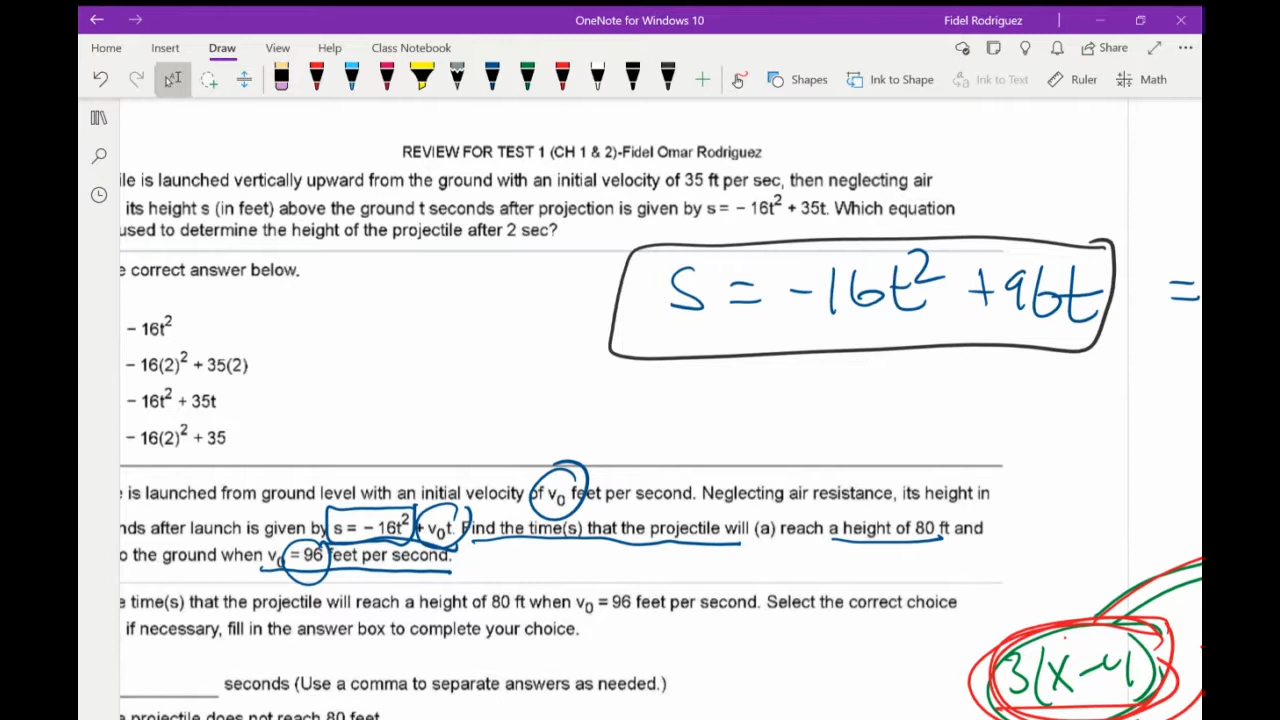 OneNote for Windows 10
Fidel Rodriguez
Home Insert Draw View Help Class Notebook
Share
Shapes Ink to Shape Ink to Text Ruler Math
REVIEW FOR TEST 1 (CH 1 & 2)-Fidel Omar Rodriguez
ile is launched vertically upward from the ground with an initial velocity of 35 ft per sec, then neglecting air
its height s (in feet) above the ground t seconds after projection is given by s = − 16t² + 35t. Which equation
used to determine the height of the projectile after 2 sec?
e correct answer below.
S = -16t² + 96t =
− 16t²
− 16(2)² + 35(2)
− 16t² + 35t
− 16(2)² + 35
e is launched from ground level with an initial velocity of v₀ feet per second. Neglecting air resistance, its height in
nds after launch is given by s = − 16t² + v₀t. Find the time(s) that the projectile will (a) reach a height of 80 ft and
o the ground when v₀ = 96 feet per second.
e time(s) that the projectile will reach a height of 80 ft when v₀ = 96 feet per second. Select the correct choice
if necessary, fill in the answer box to complete your choice.
3(x-4)
seconds (Use a comma to separate answers as needed.)
e projectile does not reach 80 feet